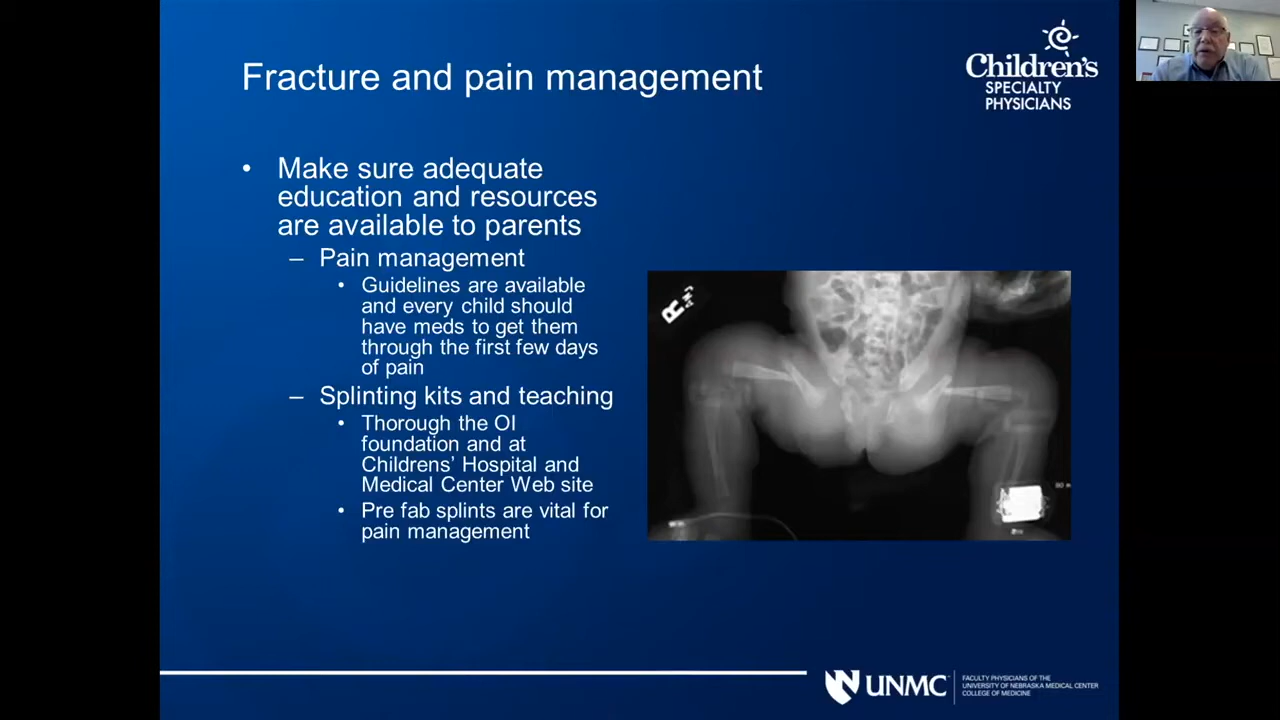 Fracture and pain management
Children's
SPECIALTY
PHYSICIANS
• Make sure adequate
education and resources
are available to parents
– Pain management
• Guidelines are available
and every child should
have meds to get them
through the first few days
of pain
– Splinting kits and teaching
• Thorough the OI
foundation and at
Childrens' Hospital and
Medical Center Web site
• Pre fab splints are vital for
pain management
UNMC
FACULTY PHYSICIANS OF THE
UNIVERSITY OF NEBRASKA MEDICAL CENTER
COLLEGE OF MEDICINE